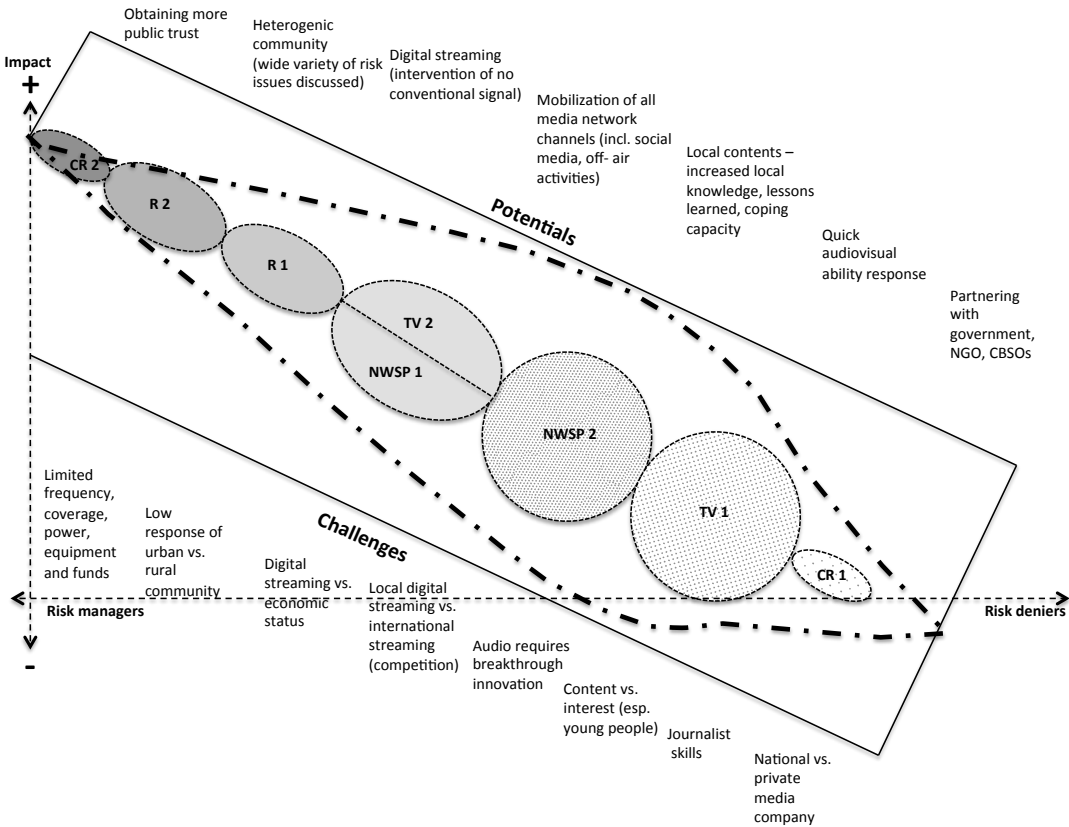 Obtaining more
public trust
Heterogenic
community
(wide variety of risk
issues discussed)
Digital streaming
(intervention of no
conventional signal)
Mobilization of all
media network
channels (incl. social
media, off- air
activities)
Local contents –
increased local
knowledge, lessons
learned, coping
capacity
Quick
audiovisual
ability response
Partnering
with
government,
NGO, CBSOs
Impact
+
Potentials
CR 2
R 2
R 1
TV 2
NWSP 1
NWSP 2
TV 1
CR 1
Challenges
Risk managers
Risk deniers
-
Limited
frequency,
coverage,
power,
equipment
and funds
Low
response of
urban vs.
rural
community
Digital
streaming vs.
economic
status
Local digital
streaming vs.
international
streaming
(competition)
Audio requires
breakthrough
innovation
Content vs.
interest (esp.
young people)
Journalist
skills
National vs.
private
media
company